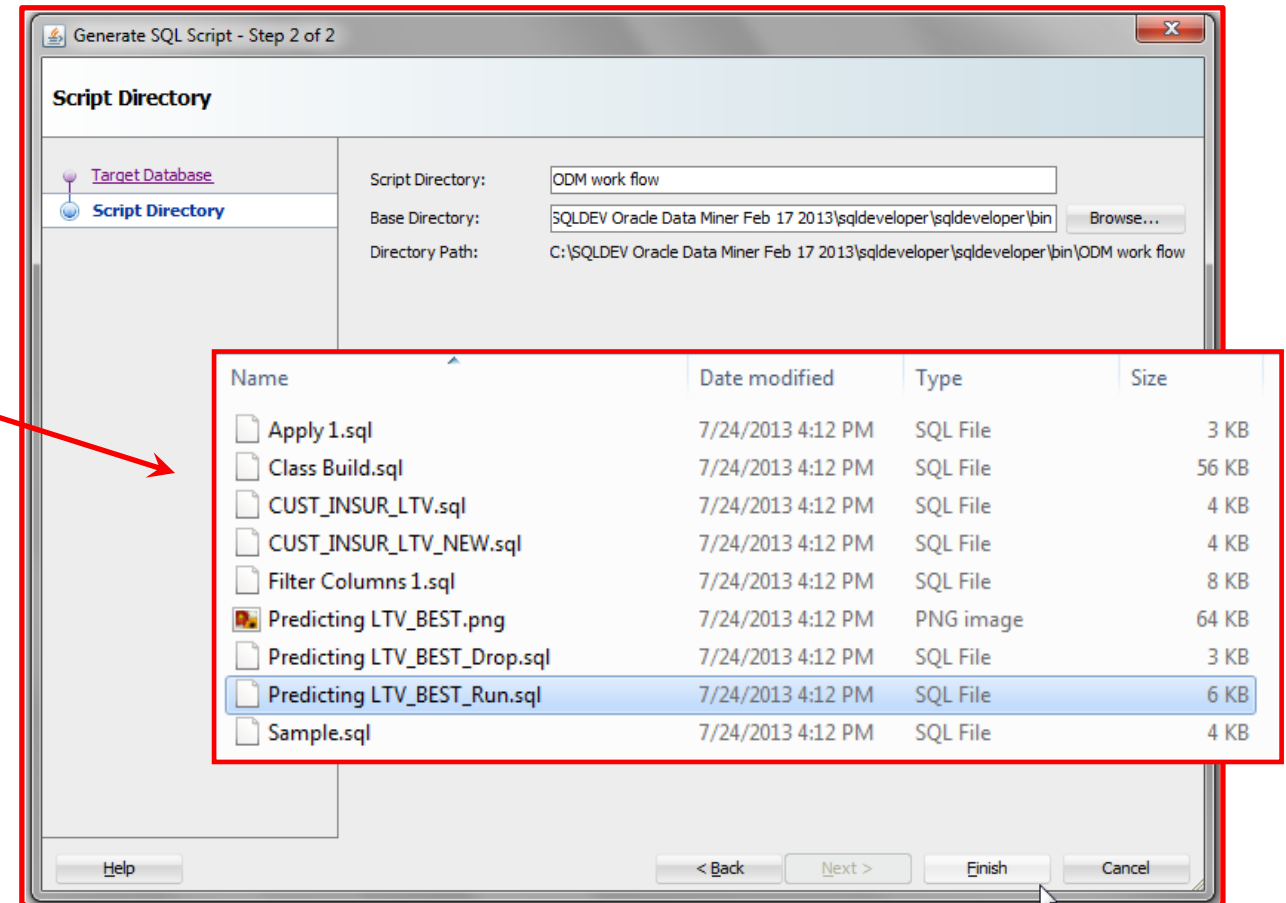 Generate SQL Script - Step 2 of 2
Script Directory
Target Database
Script Directory
Script Directory: ODM work flow
Base Directory: SQLDEV Oracle Data Miner Feb 17 2013\sqldeveloper\sqldeveloper\bin Browse...
Directory Path: C:\SQLDEV Oracle Data Miner Feb 17 2013\sqldeveloper\sqldeveloper\bin\ODM work flow
Name Date modified Type Size
Apply 1.sql 7/24/2013 4:12 PM SQL File 3 KB
Class Build.sql 7/24/2013 4:12 PM SQL File 56 KB
CUST_INSUR_LTV.sql 7/24/2013 4:12 PM SQL File 4 KB
CUST_INSUR_LTV_NEW.sql 7/24/2013 4:12 PM SQL File 4 KB
Filter Columns 1.sql 7/24/2013 4:12 PM SQL File 8 KB
Predicting LTV_BEST.png 7/24/2013 4:12 PM PNG image 64 KB
Predicting LTV_BEST_Drop.sql 7/24/2013 4:12 PM SQL File 3 KB
Predicting LTV_BEST_Run.sql 7/24/2013 4:12 PM SQL File 6 KB
Sample.sql 7/24/2013 4:12 PM SQL File 4 KB
Help < Back Next > Finish Cancel